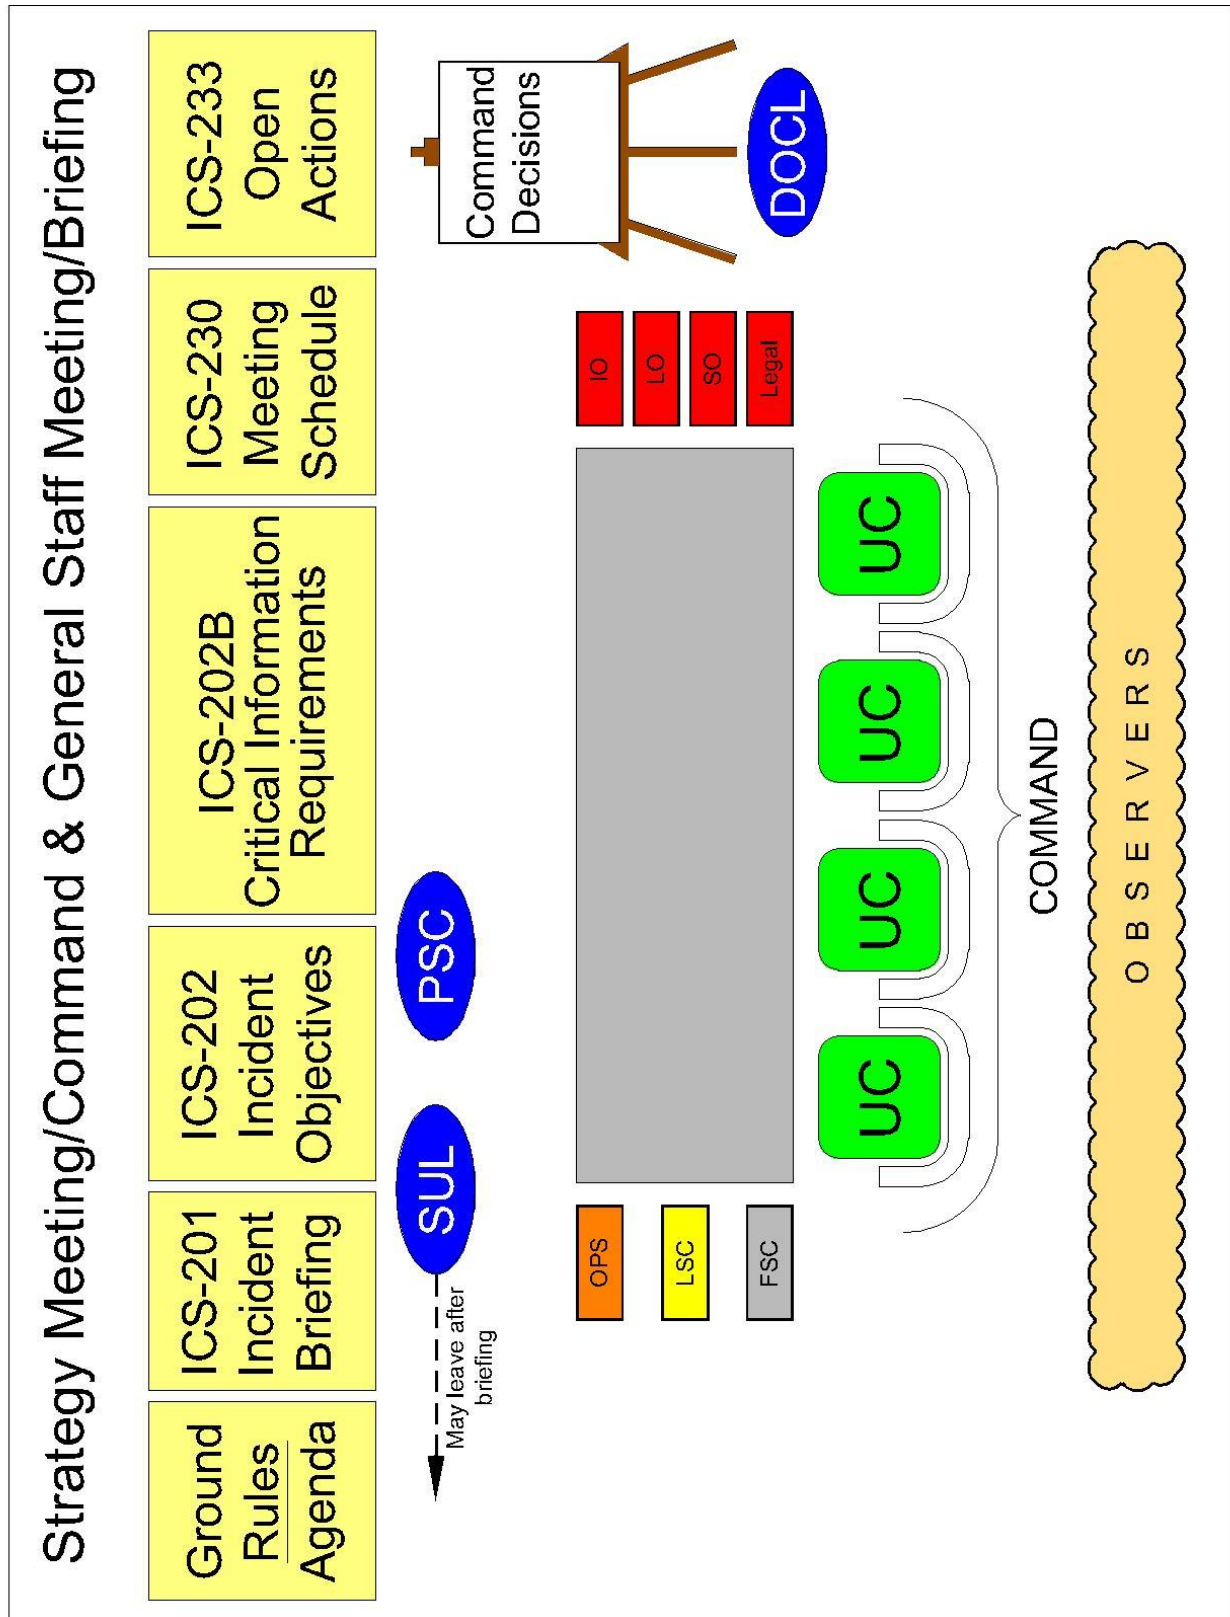 Strategy Meeting/Command & General Staff Meeting/Briefing
Ground
Rules
Agenda
ICS-201
Incident
Briefing
ICS-202
Incident
Objectives
ICS-202B
Critical Information
Requirements
ICS-230
Meeting
Schedule
ICS-233
Open
Actions
SUL
May leave after
briefing
PSC
Command
Decisions
DOCL
OPS
LSC
FSC
IO
LO
SO
Legal
UC
UC
UC
UC
COMMAND
OBSERVERS